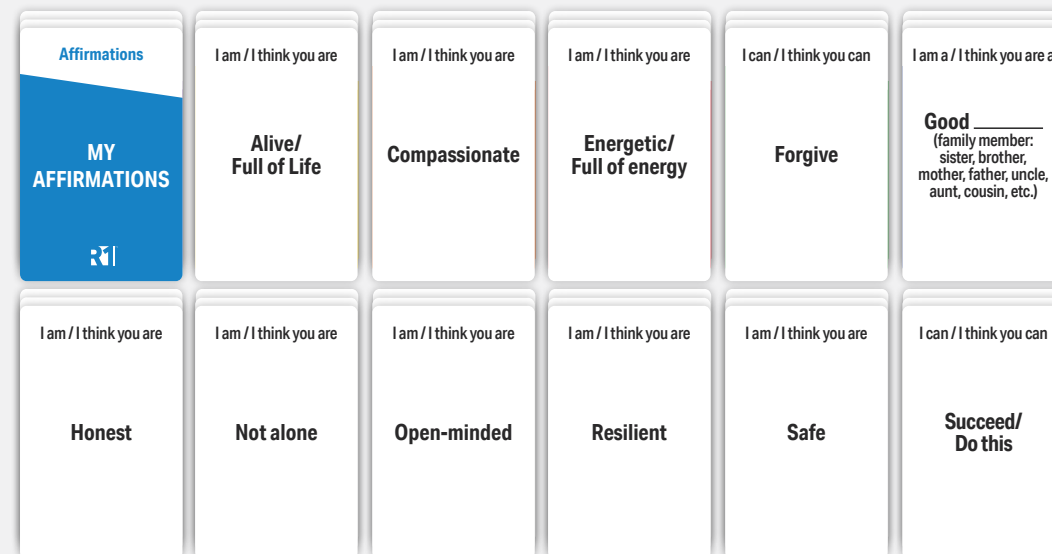 Affirmations
MY
AFFIRMATIONS
R1
I am / I think you are
Alive/
Full of Life
I am / I think you are
Compassionate
I am / I think you are
Energetic/
Full of energy
I can / I think you can
Forgive
I am a / I think you are a
Good ________
(family member:
sister, brother,
mother, father, uncle,
aunt, cousin, etc.)
I am / I think you are
Honest
I am / I think you are
Not alone
I am / I think you are
Open-minded
I am / I think you are
Resilient
I am / I think you are
Safe
I can / I think you can
Succeed/
Do this